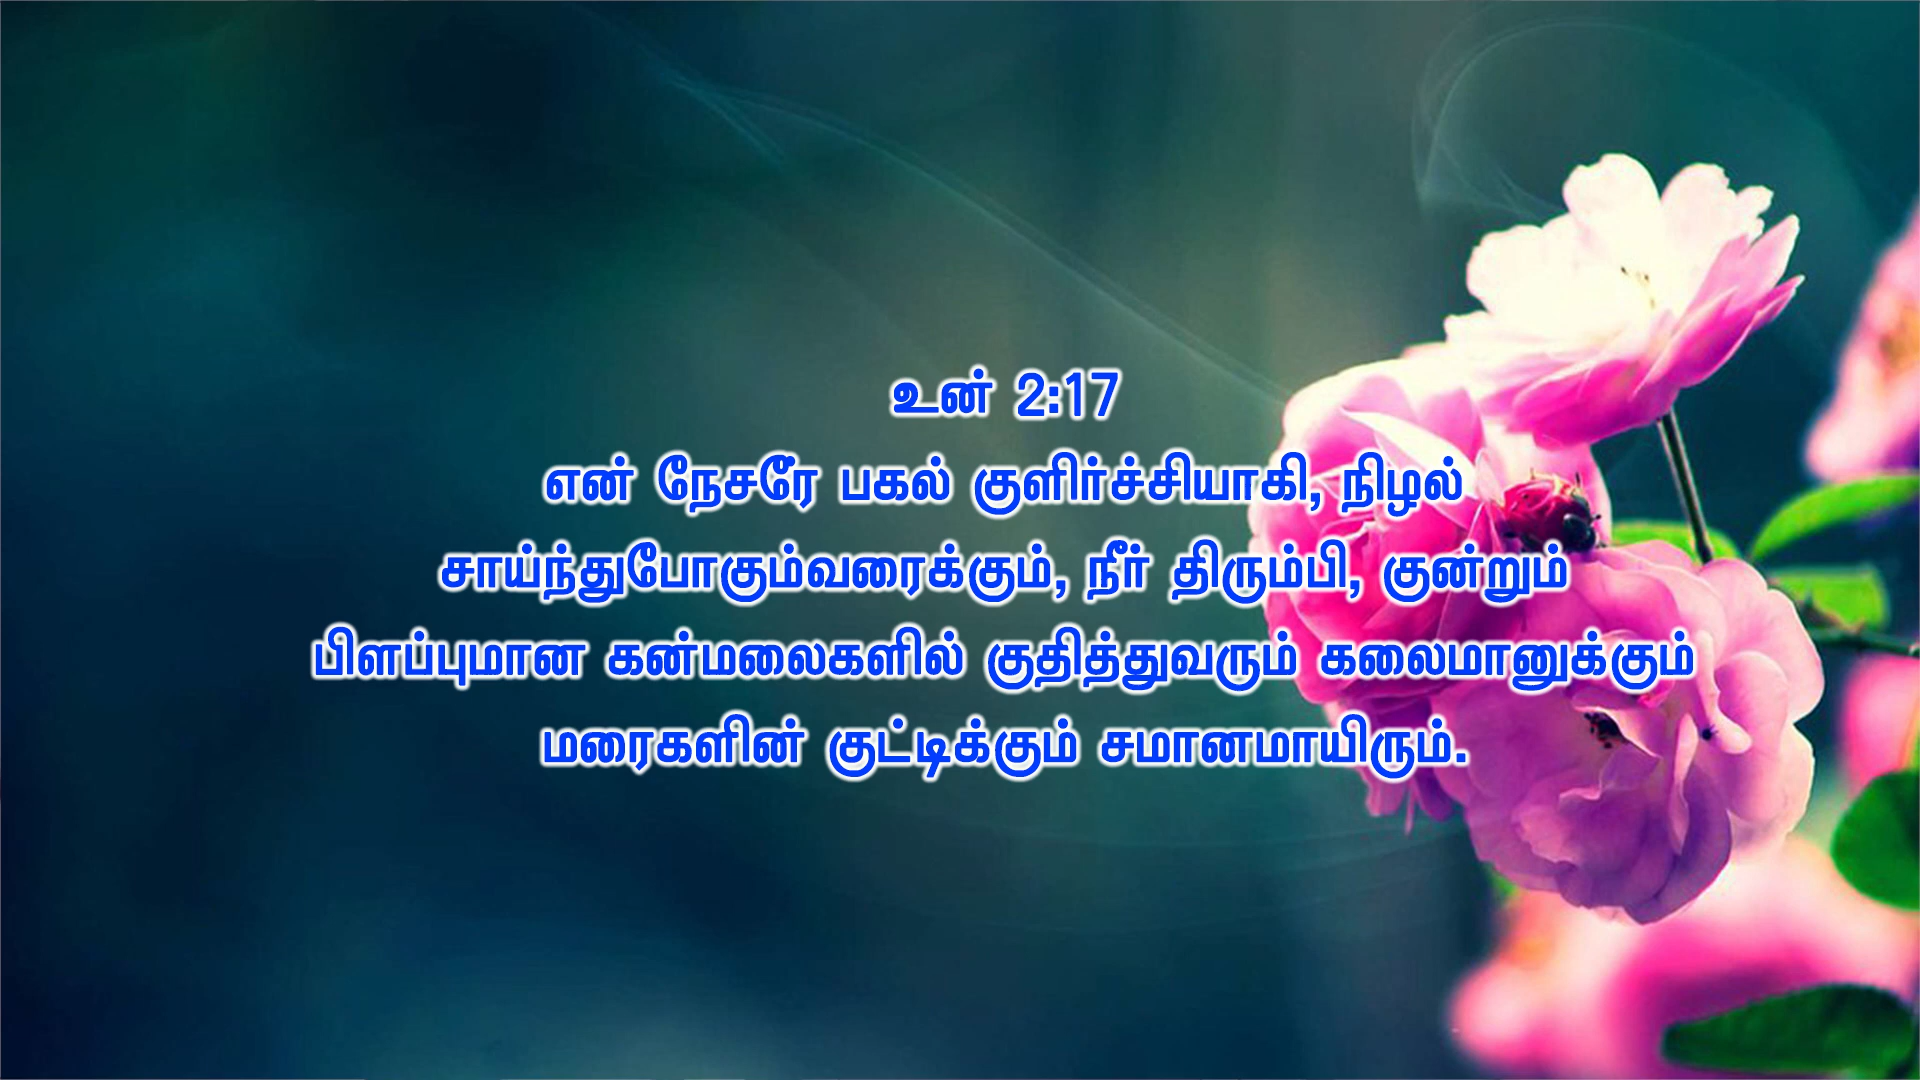 உன் 2:17
என் நேசரே பகல் குளிர்ச்சியாகி, நிழல்
சாய்ந்துபோகும்வரைக்கும், நீர் திரும்பி, குன்றும்
பிளப்புமான கன்மலைகளில் குதித்துவரும் கலைமானுக்கும்
மரைகளின் குட்டிக்கும் சமானமாயிரும்.